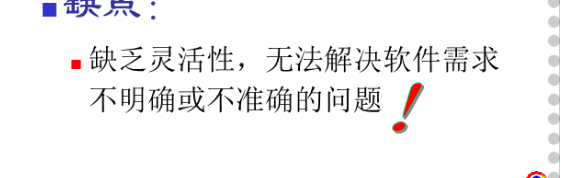 缺点：
缺乏灵活性，无法解决软件需求
不明确或不准确的问题